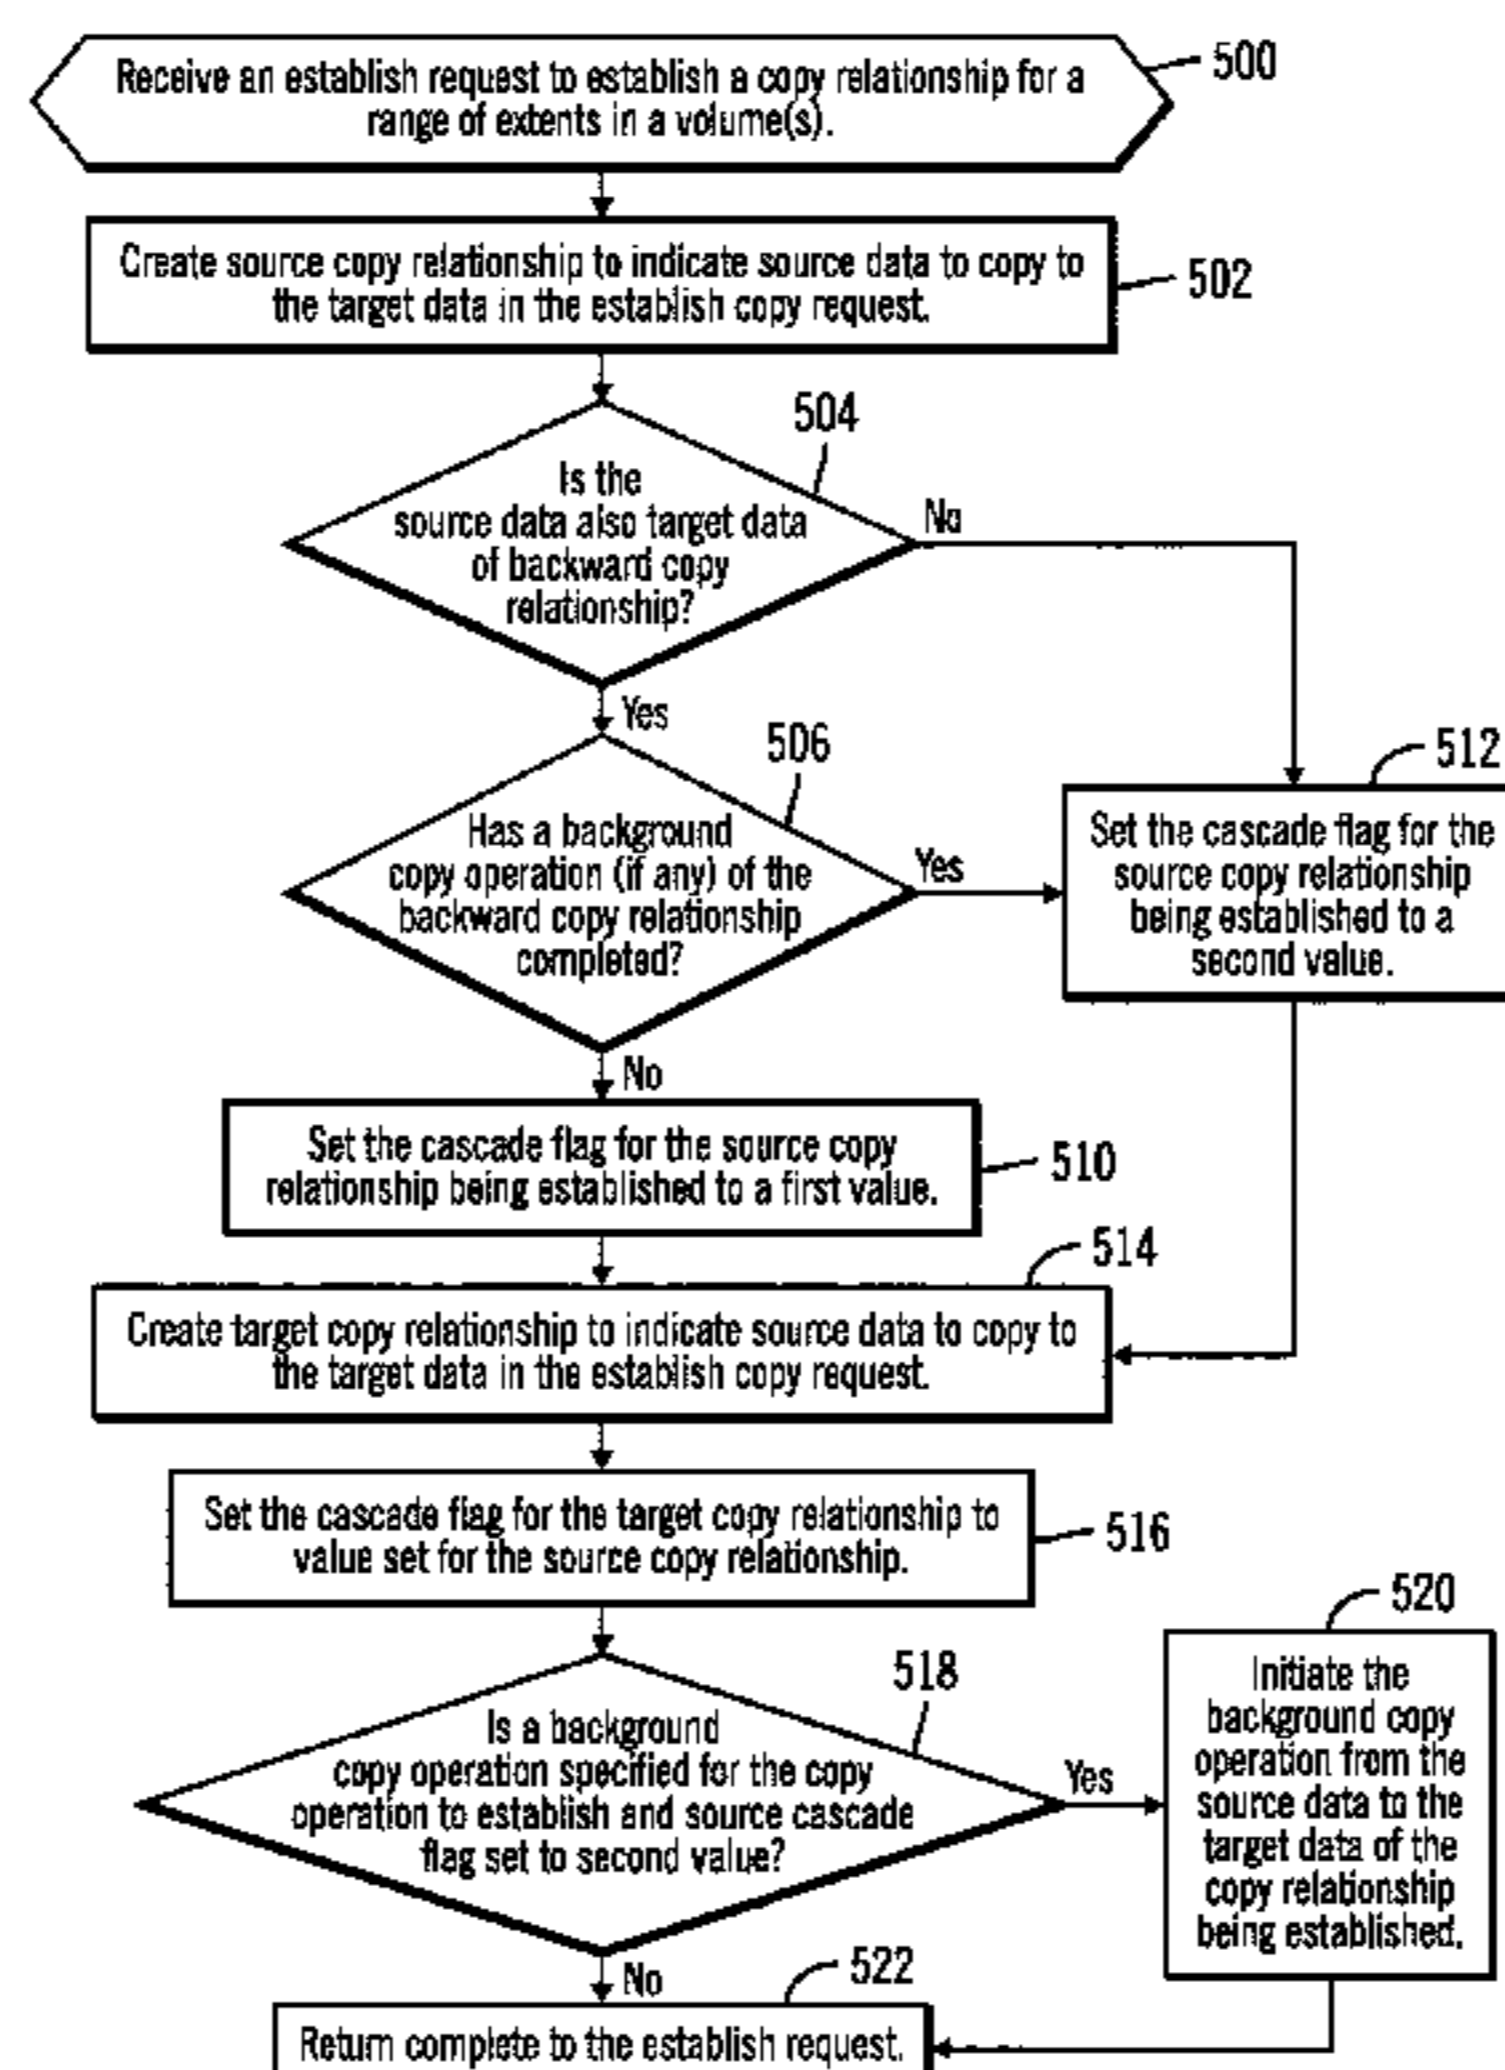 Receive an establish request to establish a copy relationship for a
range of extents in a volume(s).
500
Create source copy relationship to indicate source data to copy to
the target data in the establish copy request.
502
504
Is the
source data also target data
of backward copy
relationship?
No
Yes
506
Has a background
copy operation (if any) of the
backward copy relationship
completed?
Yes
512
Set the cascade flag for the
source copy relationship
being established to a
second value.
No
Set the cascade flag for the source copy
relationship being established to a first value.
510
514
Create target copy relationship to indicate source data to copy to
the target data in the establish copy request.
Set the cascade flag for the target copy relationship to
value set for the source copy relationship.
516
518
Is a background
copy operation specified for the copy
operation to establish and source cascade
flag set to second value?
Yes
520
Initiate the
background copy
operation from the
source data to the
target data of the
copy relationship
being established.
No
522
Return complete to the establish request.